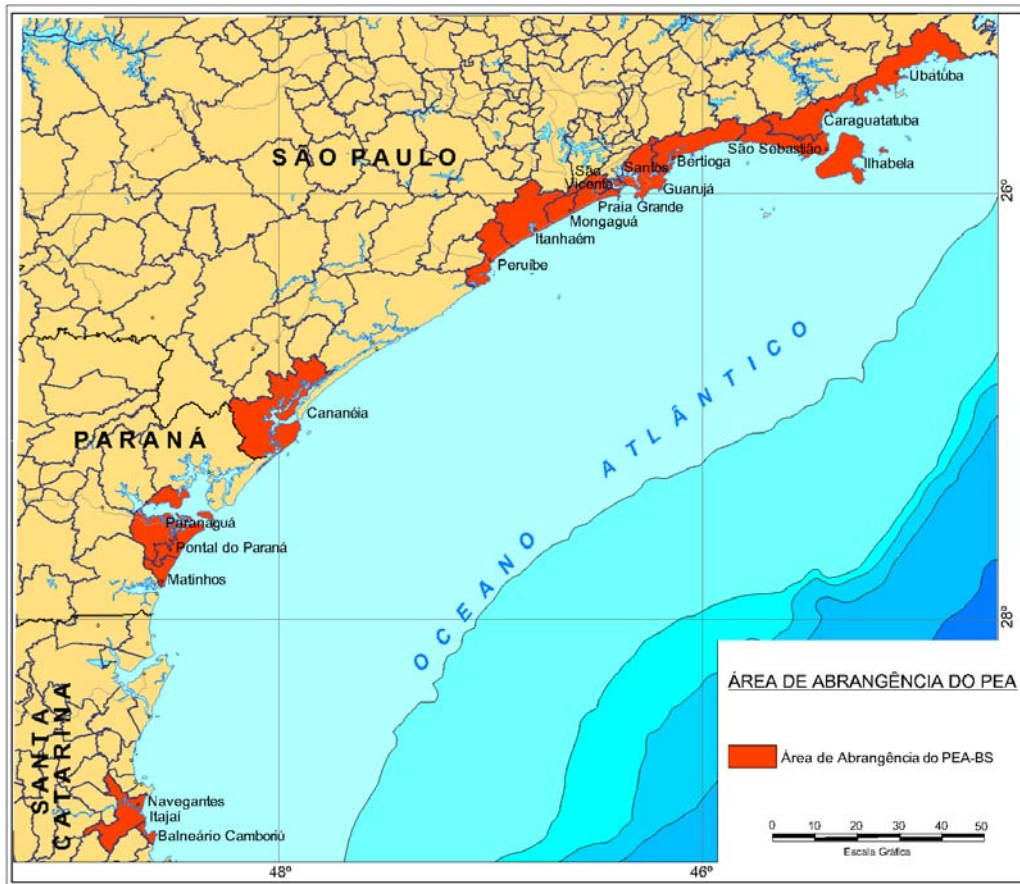 Ubatuba
Caraguatatuba
São Sebastião
Ilhabela
SÃO PAULO
São
Vicente
Santos
Bertioga
Guarujá
Praia Grande
Mongaguá
Itanhaém
Peruíbe
26°
OCEANO ATLÂNTICO
Cananéia
PARANÁ
Paranaguá
Pontal do Paraná
Matinhos
28°
SANTA
CATARINA
Navegantes
Itajaí
Balneário Camboriú
ÁREA DE ABRANGÊNCIA DO PEA
Área de Abrangência do PEA-BS
0 10 20 30 40 50
Escala Gráfica
48° 46°